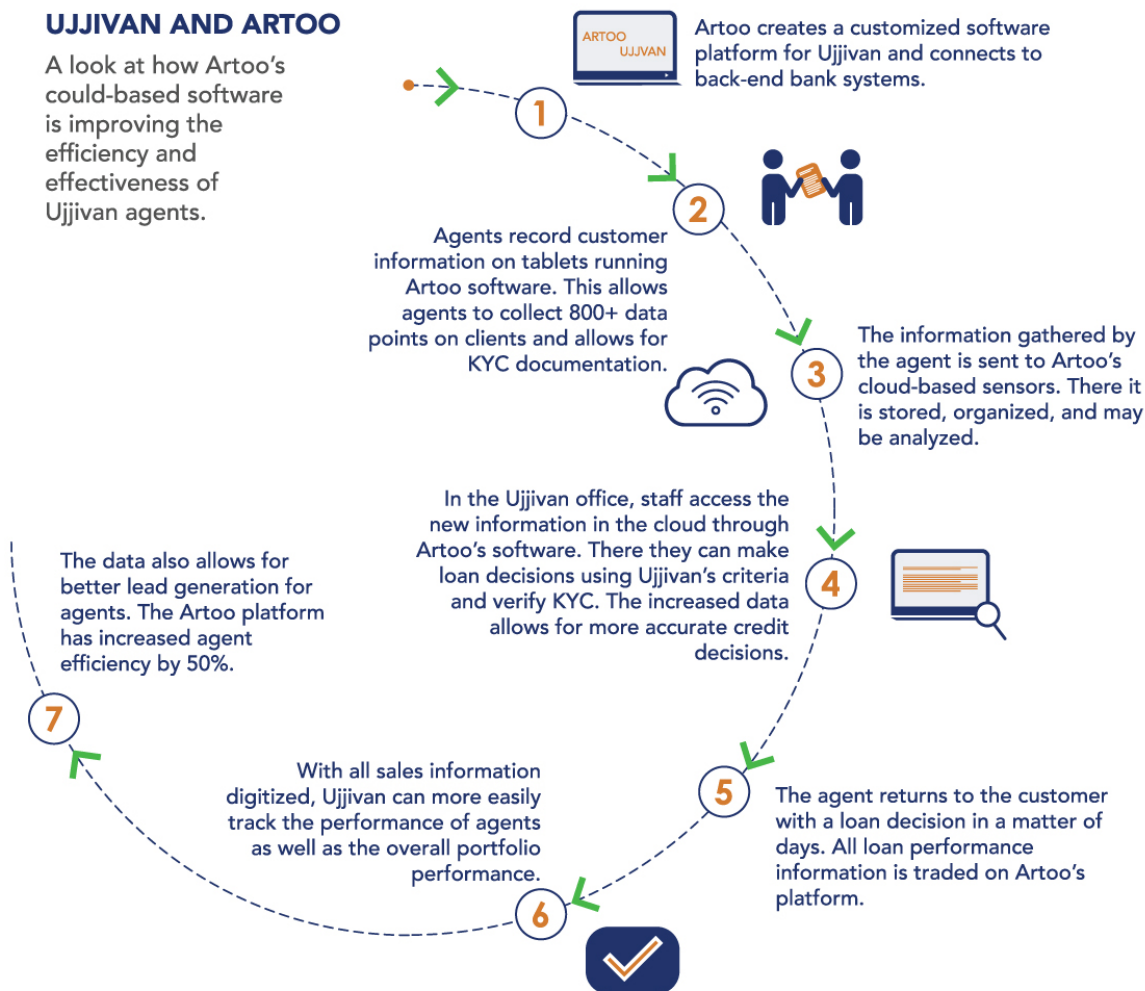 UJJIVAN AND ARTOO
A look at how Artoo's
could-based software
is improving the
efficiency and
effectiveness of
Ujjivan agents.
ARTOO
UJJVAN
Artoo creates a customized software
platform for Ujjivan and connects to
back-end bank systems.
1
2
Agents record customer
information on tablets running
Artoo software. This allows
agents to collect 800+ data
points on clients and allows for
KYC documentation.
3
The information gathered by
the agent is sent to Artoo's
cloud-based sensors. There it
is stored, organized, and may
be analyzed.
In the Ujjivan office, staff access the
new information in the cloud through
Artoo's software. There they can make
loan decisions using Ujjivan's criteria
and verify KYC. The increased data
allows for more accurate credit
decisions.
4
5
The agent returns to the customer
with a loan decision in a matter of
days. All loan performance
information is traded on Artoo's
platform.
With all sales information
digitized, Ujjivan can more easily
track the performance of agents
as well as the overall portfolio
performance.
6
The data also allows for
better lead generation for
agents. The Artoo platform
has increased agent
efficiency by 50%.
7